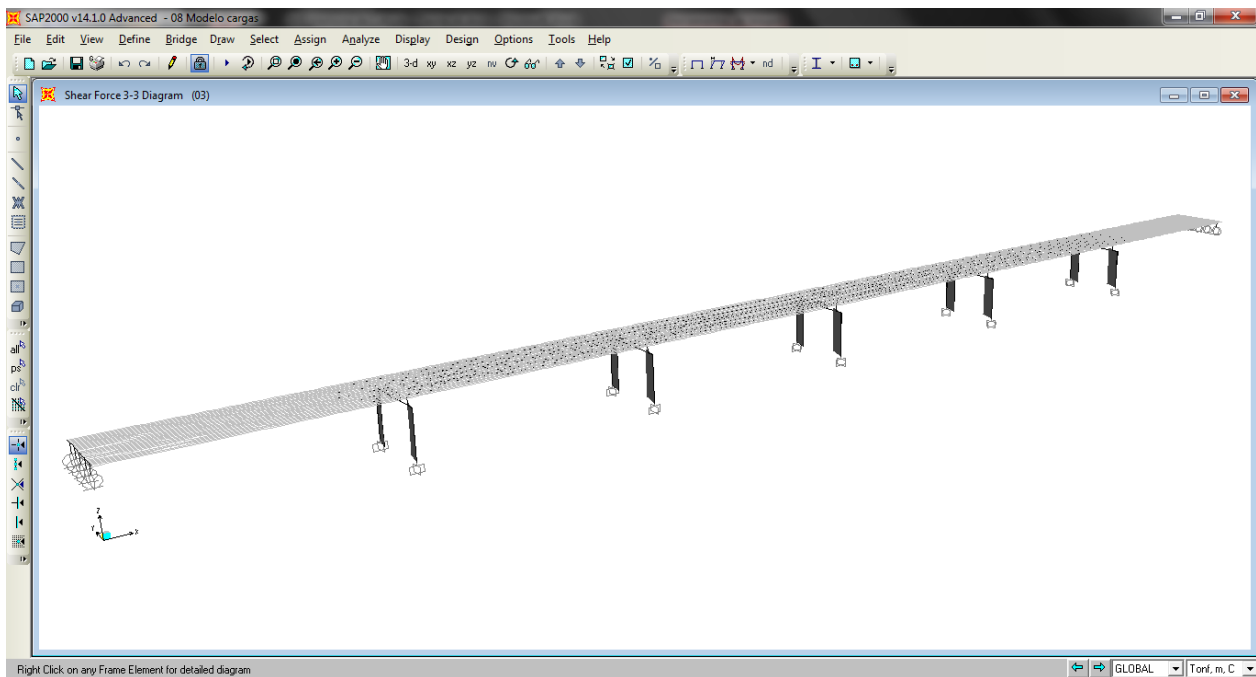 SAP2000 v14.1.0 Advanced - 08 Modelo cargas
File Edit View Define Bridge Draw Select Assign Analyze Display Design Options Tools Help
3-d xy xz yz nv nd
Shear Force 3-3 Diagram (03)
all
ps
clr
Z
Y
X
Right Click on any Frame Element for detailed diagram
GLOBAL
Tonf, m, C